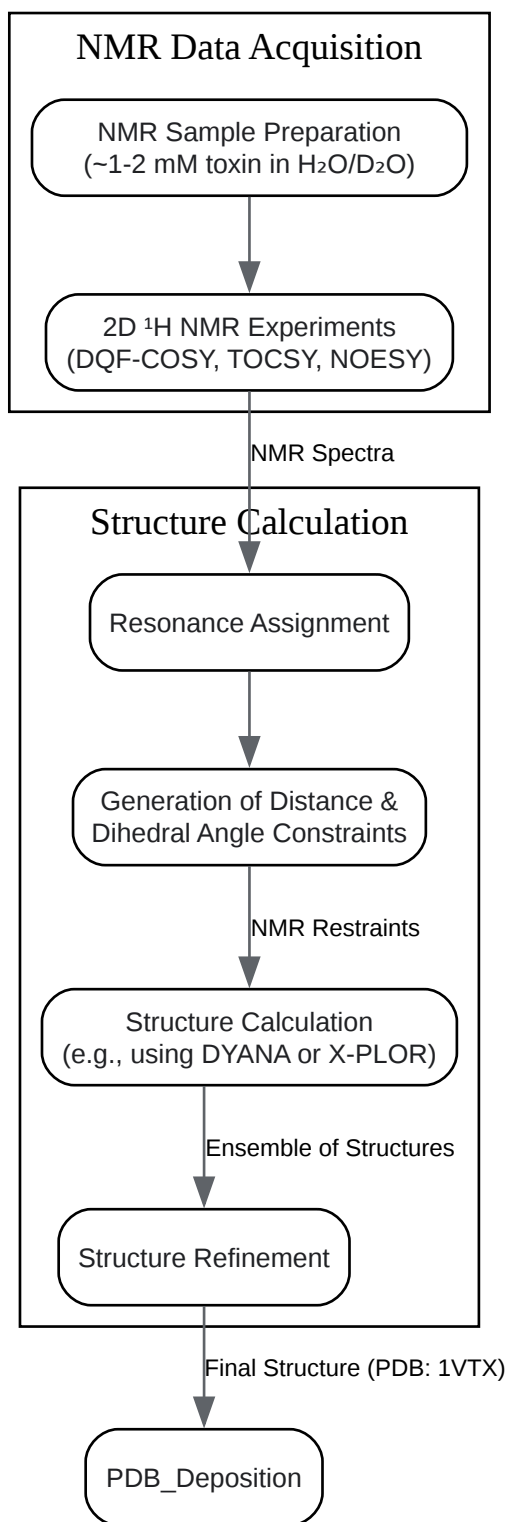 NMR Data Acquisition
NMR Sample Preparation
(~1-2 mM toxin in H₂O/D₂O)
2D ¹H NMR Experiments
(DQF-COSY, TOCSY, NOESY)
NMR Spectra
Structure Calculation
Resonance Assignment
Generation of Distance &
Dihedral Angle Constraints
NMR Restraints
Structure Calculation
(e.g., using DYANA or X-PLOR)
Ensemble of Structures
Structure Refinement
Final Structure (PDB: 1VTX)
PDB_Deposition